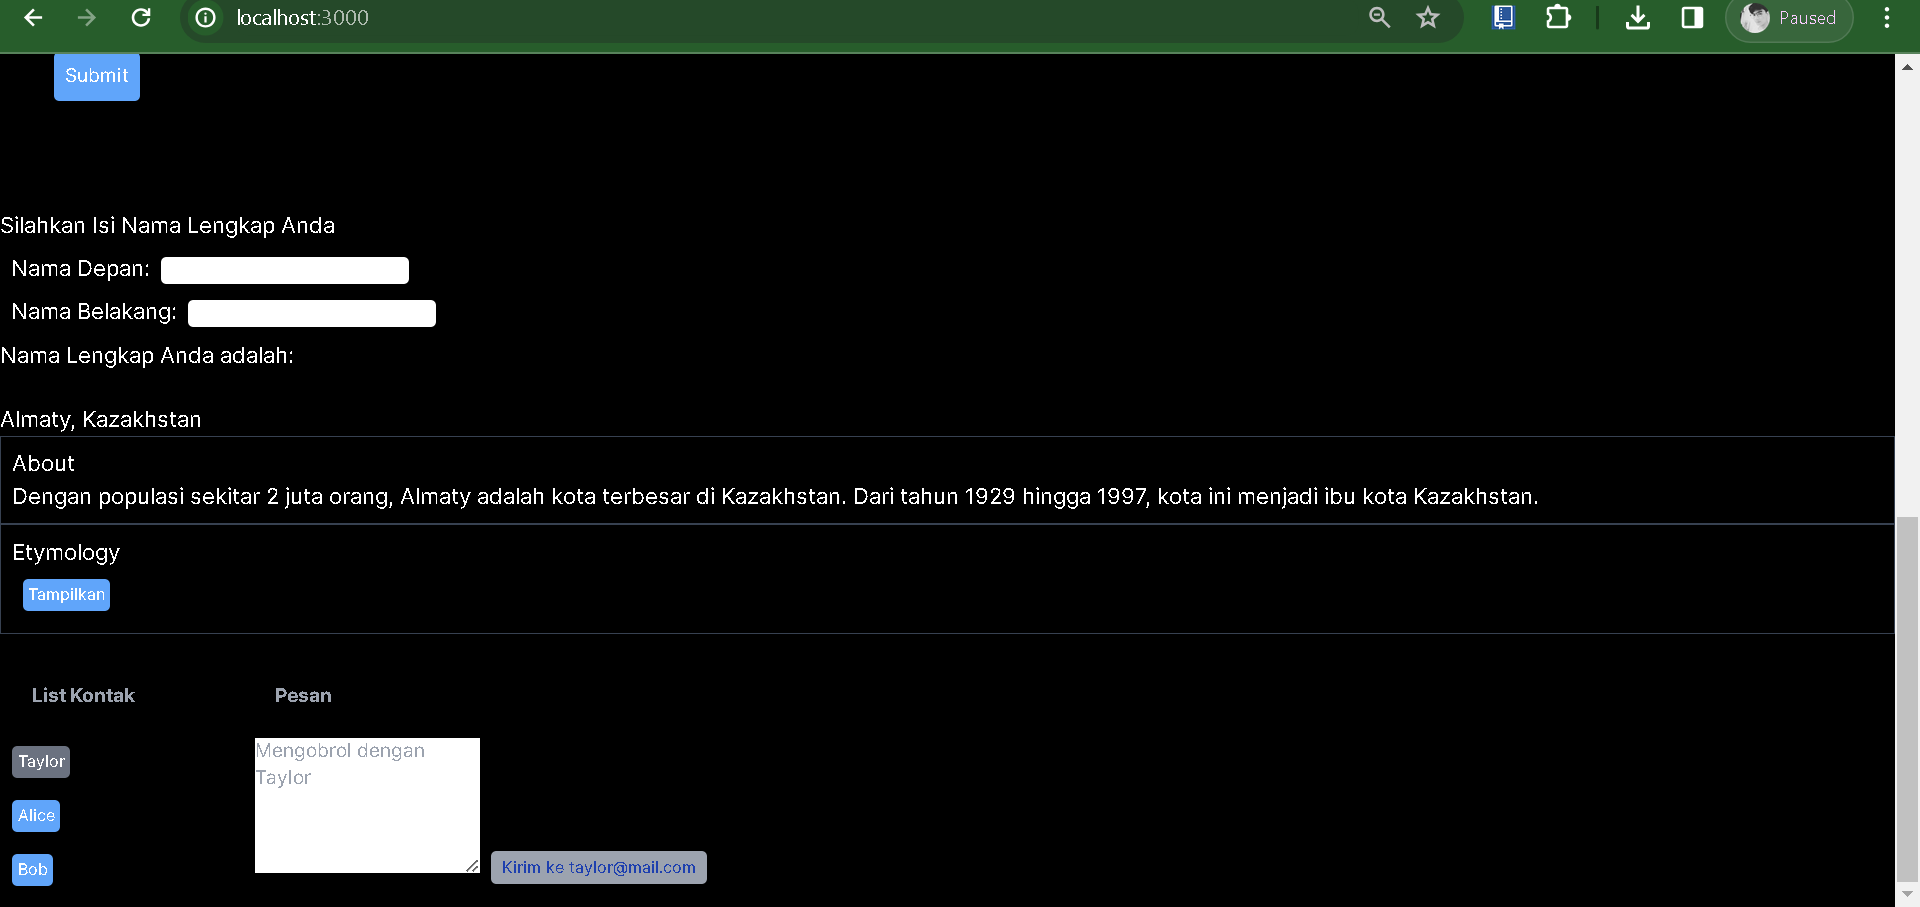 localhost:3000
Paused
Submit
Silahkan Isi Nama Lengkap Anda
Nama Depan:
Nama Belakang:
Nama Lengkap Anda adalah:
Almaty, Kazakhstan
About
Dengan populasi sekitar 2 juta orang, Almaty adalah kota terbesar di Kazakhstan. Dari tahun 1929 hingga 1997, kota ini menjadi ibu kota Kazakhstan.
Etymology
Tampilkan
List Kontak
Pesan
Taylor
Alice
Bob
Mengobrol dengan
Taylor
Kirim ke taylor@mail.com